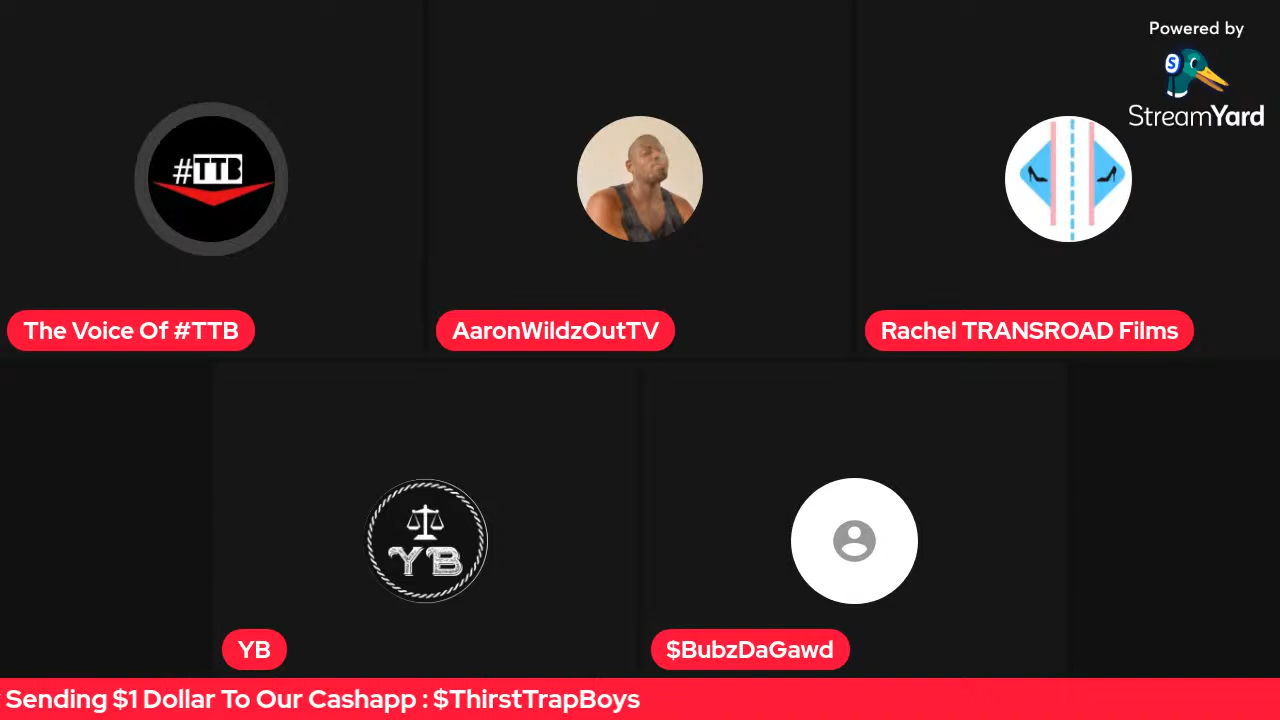 Powered by
S
StreamYard
#TTB
The Voice Of #TTB
AaronWildzOutTV
Rachel TRANSROAD Films
YB
YB
$BubzDaGawd
Sending $1 Dollar To Our Cashapp : $ThirstTrapBoys